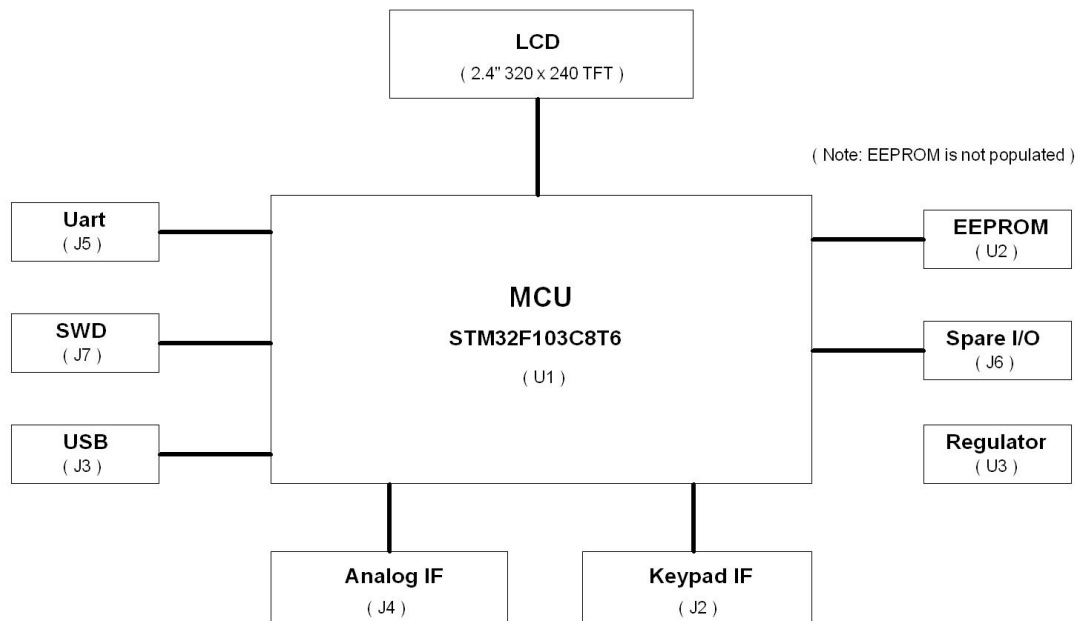 LCD
( 2.4" 320 x 240 TFT )
( Note: EEPROM is not populated )
Uart
( J5 )
SWD
( J7 )
USB
( J3 )
MCU
STM32F103C8T6
( U1 )
EEPROM
( U2 )
Spare I/O
( J6 )
Regulator
( U3 )
Analog IF
( J4 )
Keypad IF
( J2 )